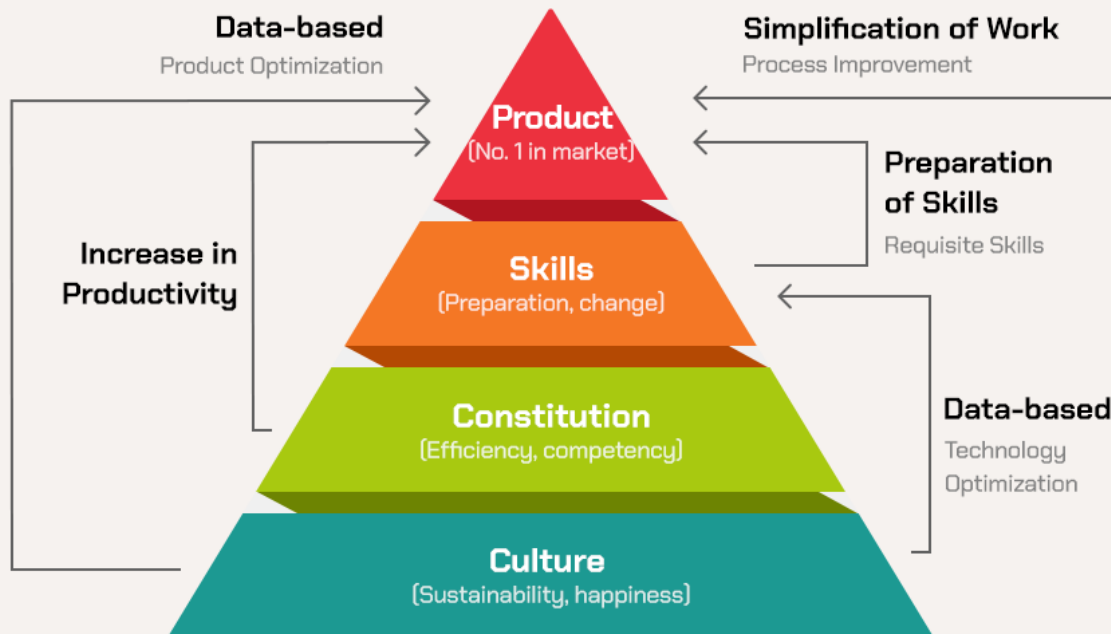 Data-based
Product Optimization
Simplification of Work
Process Improvement
Product
(No. 1 in market)
Preparation
of Skills
Requisite Skills
Increase in
Productivity
Skills
(Preparation, change)
Constitution
(Efficiency, competency)
Data-based
Technology
Optimization
Culture
(Sustainability, happiness)